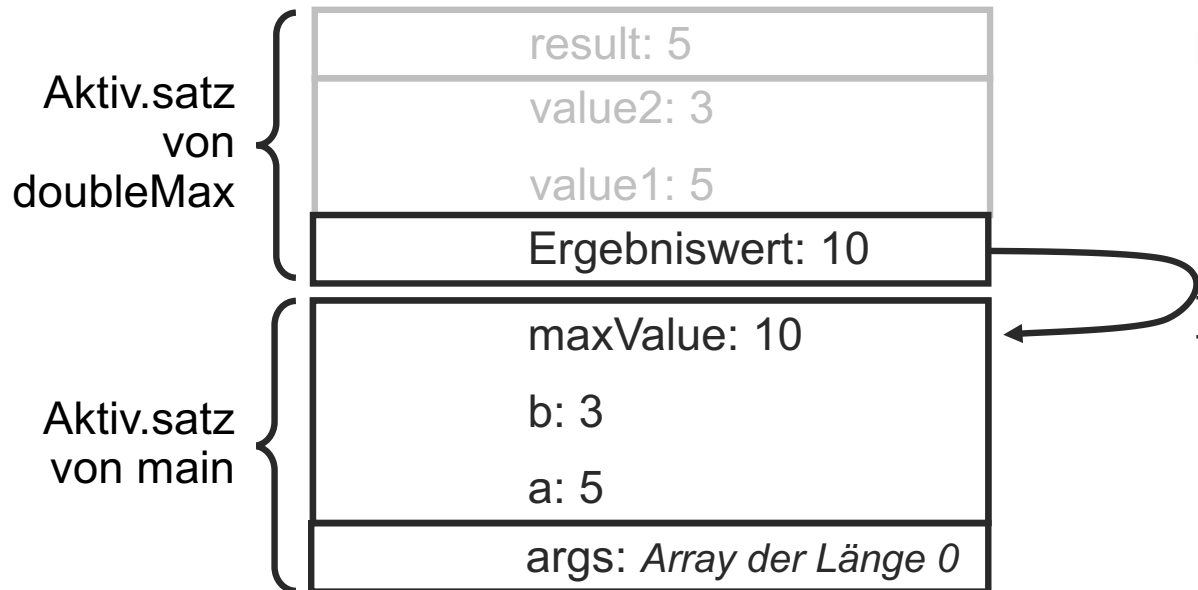 Aktiv.satz
von
doubleMax
result: 5
value2: 3
value1: 5
Ergebniswert: 10
Aktiv.satz
von main
maxValue: 10
b: 3
a: 5
args: Array der Länge 0